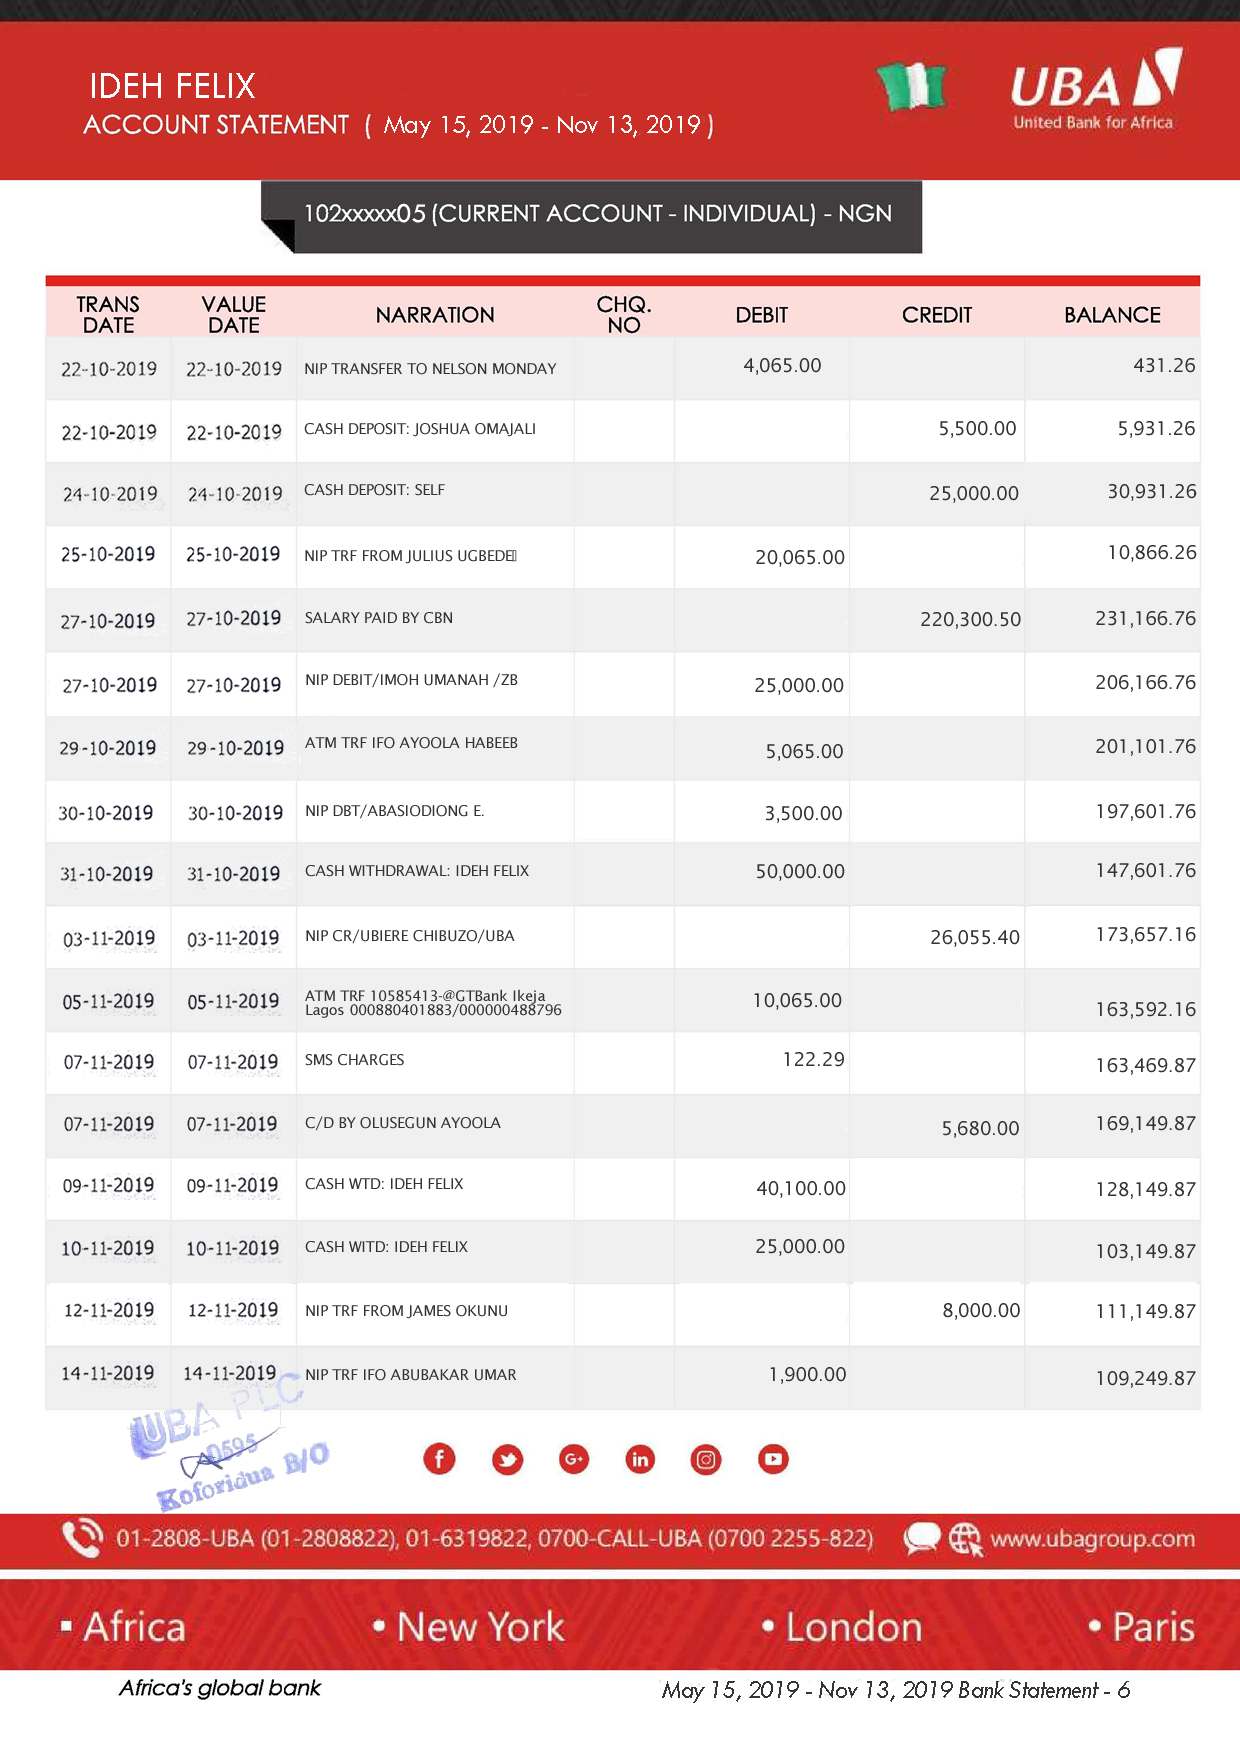 IDEH FELIX
ACCOUNT STATEMENT ( May 15, 2019 - Nov 13, 2019 )
UBA
United Bank for Africa
102xxxxx05 (CURRENT ACCOUNT - INDIVIDUAL) - NGN
TRANS DATE VALUE DATE NARRATION CHQ. NO DEBIT CREDIT BALANCE
22-10-2019 22-10-2019 NIP TRANSFER TO NELSON MONDAY 4,065.00 431.26
22-10-2019 22-10-2019 CASH DEPOSIT: JOSHUA OMAJALI 5,500.00 5,931.26
24-10-2019 24-10-2019 CASH DEPOSIT: SELF 25,000.00 30,931.26
25-10-2019 25-10-2019 NIP TRF FROM JULIUS UGBEDE 20,065.00 10,866.26
27-10-2019 27-10-2019 SALARY PAID BY CBN 220,300.50 231,166.76
27-10-2019 27-10-2019 NIP DEBIT/IMOH UMANAH /ZB 25,000.00 206,166.76
29-10-2019 29-10-2019 ATM TRF IFO AYOOLA HABEEB 5,065.00 201,101.76
30-10-2019 30-10-2019 NIP DBT/ABASIODIONG E. 3,500.00 197,601.76
31-10-2019 31-10-2019 CASH WITHDRAWAL: IDEH FELIX 50,000.00 147,601.76
03-11-2019 03-11-2019 NIP CR/UBIERE CHIBUZO/UBA 26,055.40 173,657.16
05-11-2019 05-11-2019 ATM TRF 10585413-@GTBank Ikeja
Lagos 000880401883/000000488796 10,065.00 163,592.16
07-11-2019 07-11-2019 SMS CHARGES 122.29 163,469.87
07-11-2019 07-11-2019 C/D BY OLUSEGUN AYOOLA 5,680.00 169,149.87
09-11-2019 09-11-2019 CASH WTD: IDEH FELIX 40,100.00 128,149.87
10-11-2019 10-11-2019 CASH WITD: IDEH FELIX 25,000.00 103,149.87
12-11-2019 12-11-2019 NIP TRF FROM JAMES OKUNU 8,000.00 111,149.87
14-11-2019 14-11-2019 NIP TRF IFO ABUBAKAR UMAR 1,900.00 109,249.87
UBA PLC
0595
Koforidua B/O
01-2808-UBA (01-2808822), 01-6319822, 0700-CALL-UBA (0700 2255-822) www.ubagroup.com
▪ Africa • New York • London • Paris
Africa's global bank May 15, 2019 - Nov 13, 2019 Bank Statement - 6